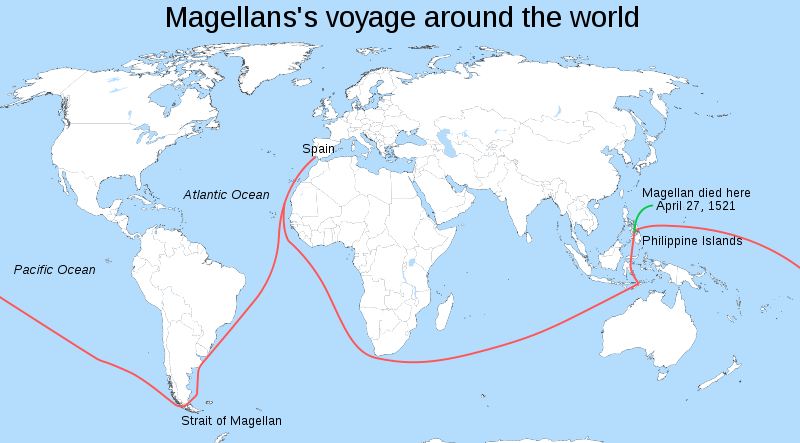 Magellans's voyage around the world
Spain
Atlantic Ocean
Magellan died here
April 27, 1521
Philippine Islands
Pacific Ocean
Strait of Magellan